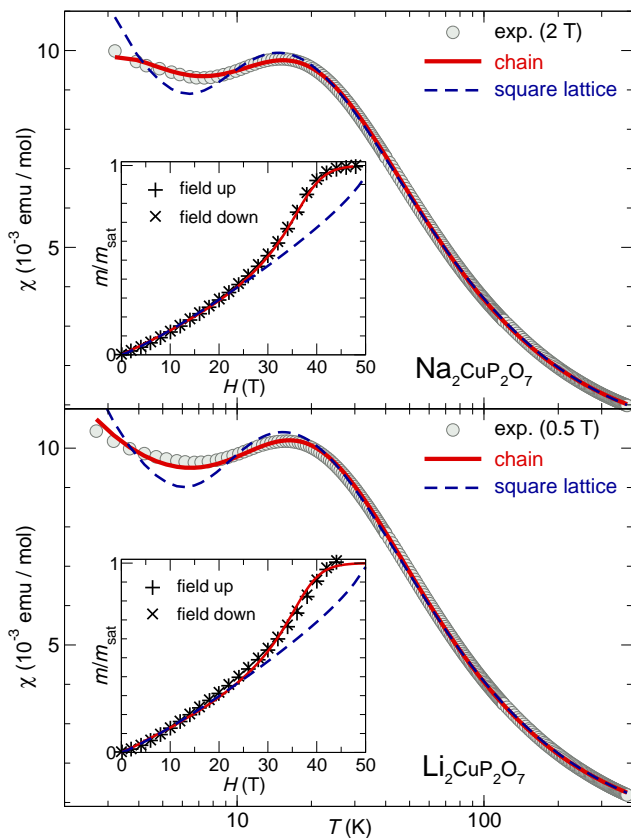 10
5
χ (10⁻³ emu / mol)
exp. (2 T)
chain
square lattice
1
m/m_sat
field up
field down
0
0 10 20 30 40 50
H (T)
Na₂CuP₂O₇
10
5
χ (10⁻³ emu / mol)
exp. (0.5 T)
chain
square lattice
1
m/m_sat
field up
field down
0
0 10 20 30 40 50
H (T)
Li₂CuP₂O₇
10 100
T (K)